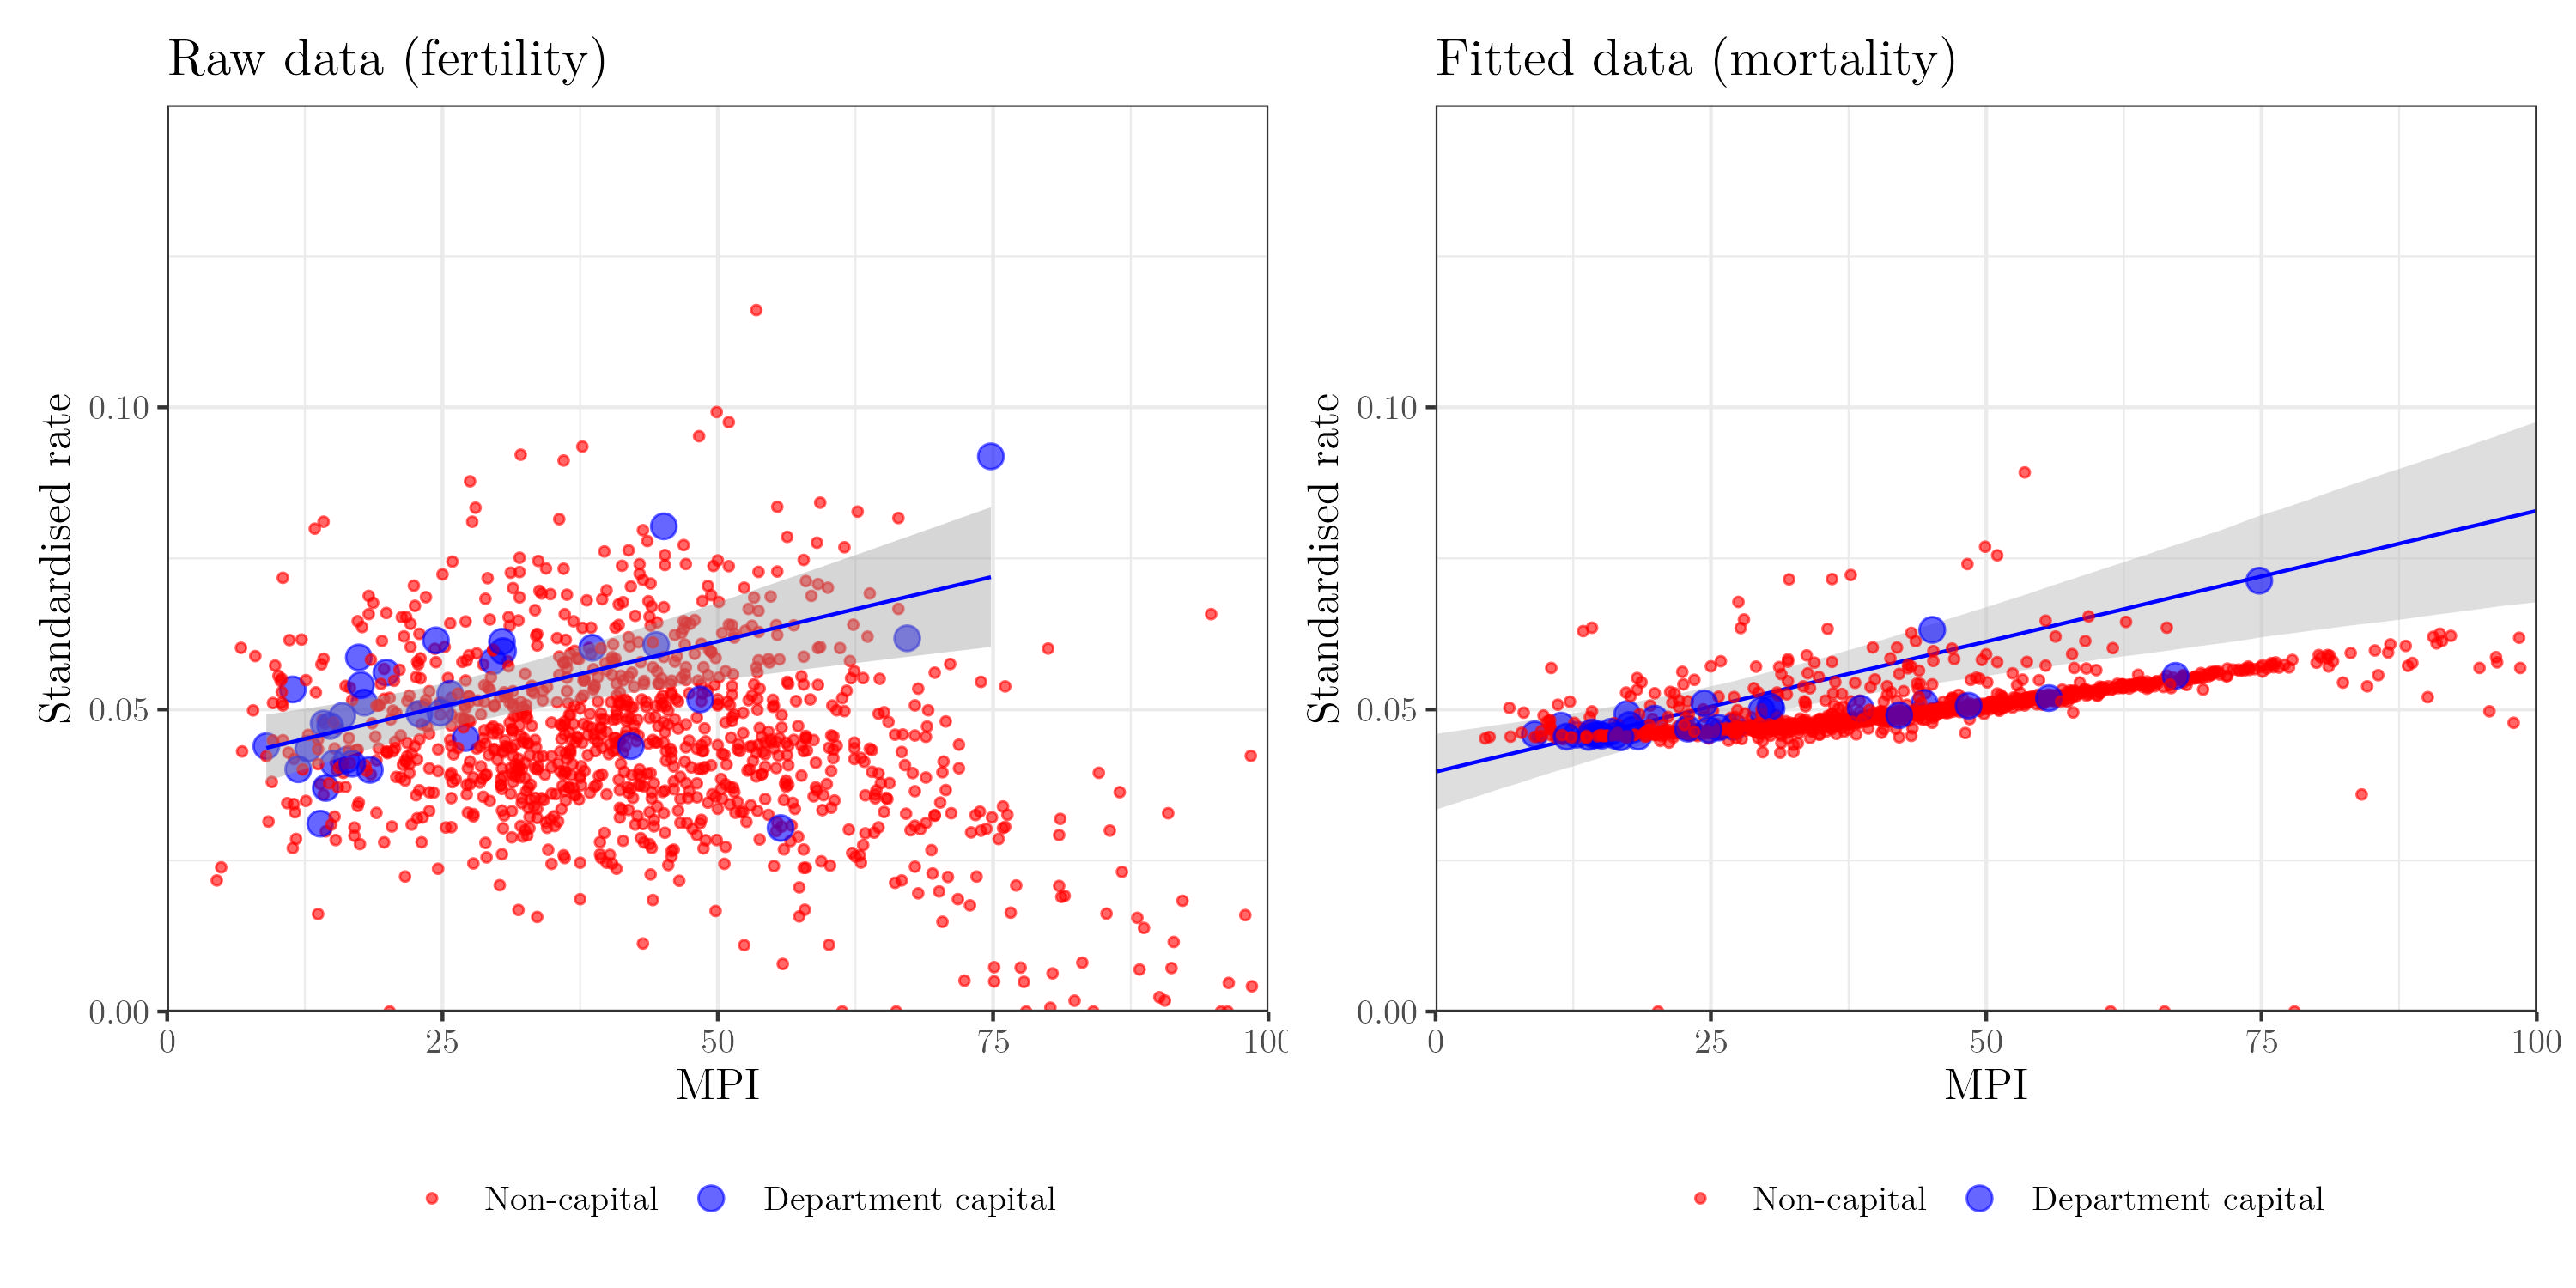 Raw data (fertility)
Standardised rate
0.10
0.05
0.00
0 25 50 75 100
MPI
Non-capital Department capital
Fitted data (mortality)
Standardised rate
0.10
0.05
0.00
0 25 50 75 100
MPI
Non-capital Department capital